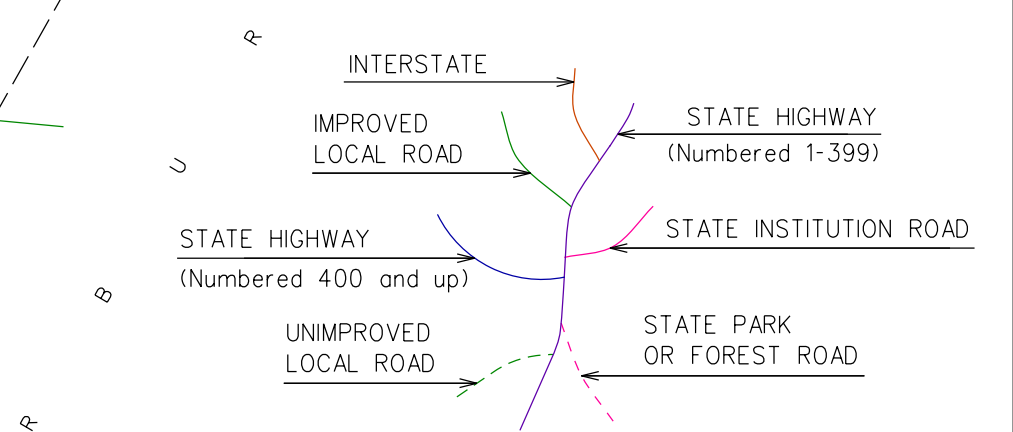 R
INTERSTATE
STATE HIGHWAY
(Numbered 1-399)
IMPROVED
LOCAL ROAD
U
STATE INSTITUTION ROAD
STATE HIGHWAY
(Numbered 400 and up)
B
STATE PARK
OR FOREST ROAD
UNIMPROVED
LOCAL ROAD
R